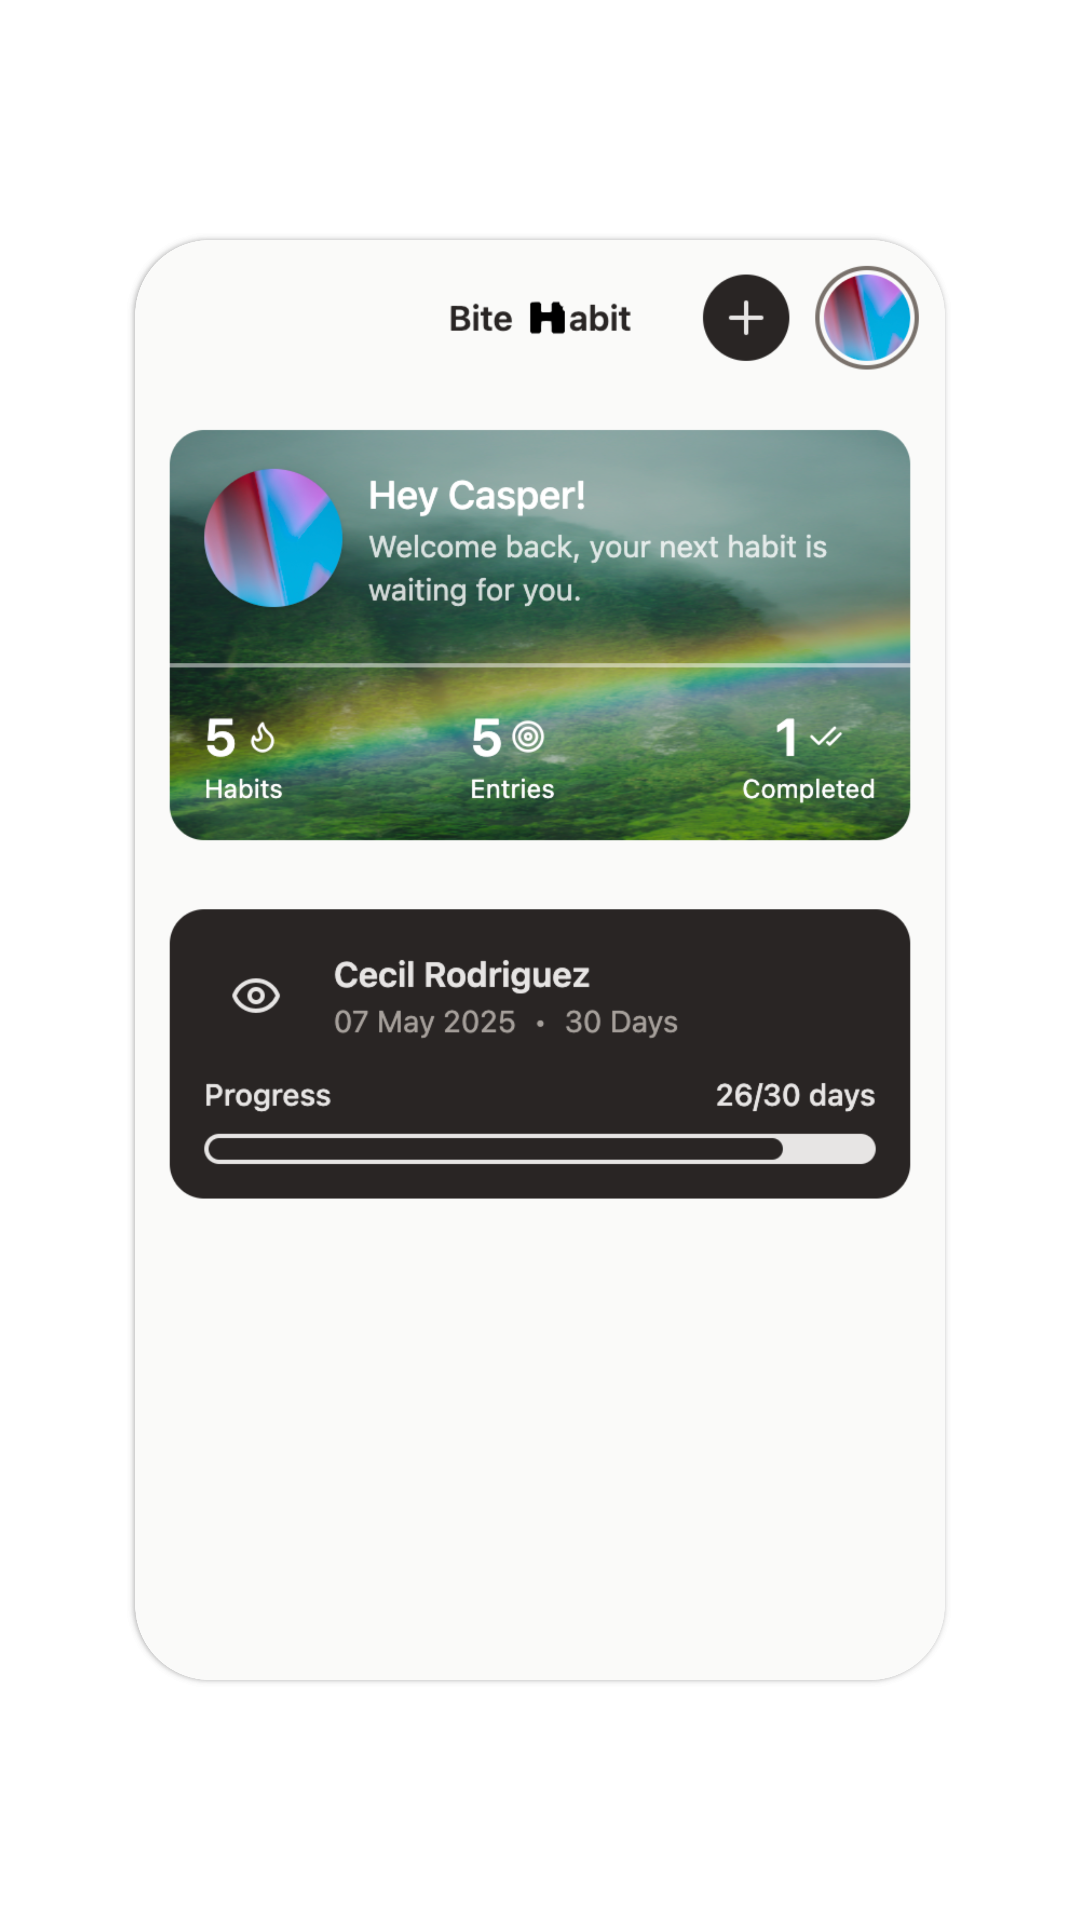 Bite Habit
Hey Casper!
Welcome back, your next habit is
waiting for you.
5 5 1
Habits Entries Completed
Cecil Rodriguez
07 May 2025 • 30 Days
Progress 26/30 days